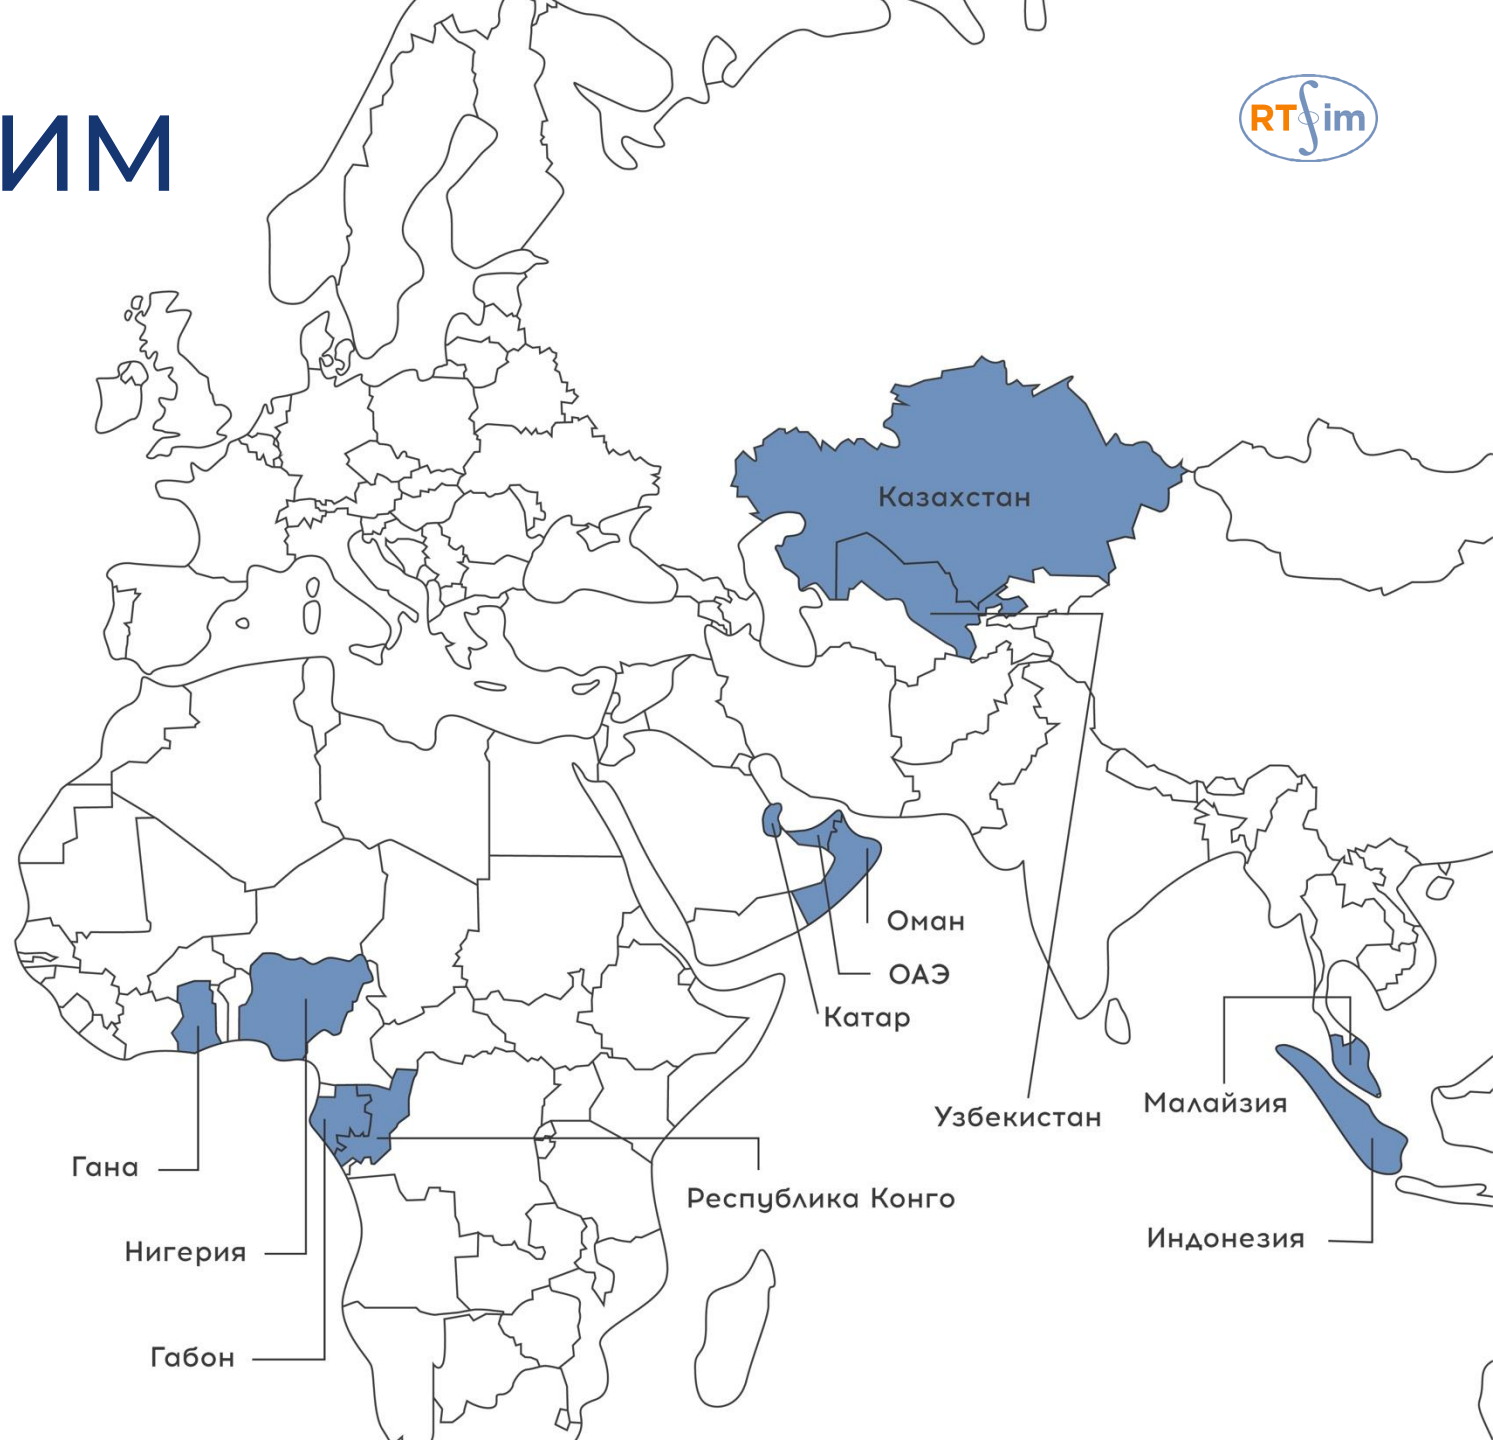 ИМ
RTSim
Казахстан
Оман
ОАЭ
Катар
Узбекистан
Малайзия
Гана
Республика Конго
Нигерия
Индонезия
Габон